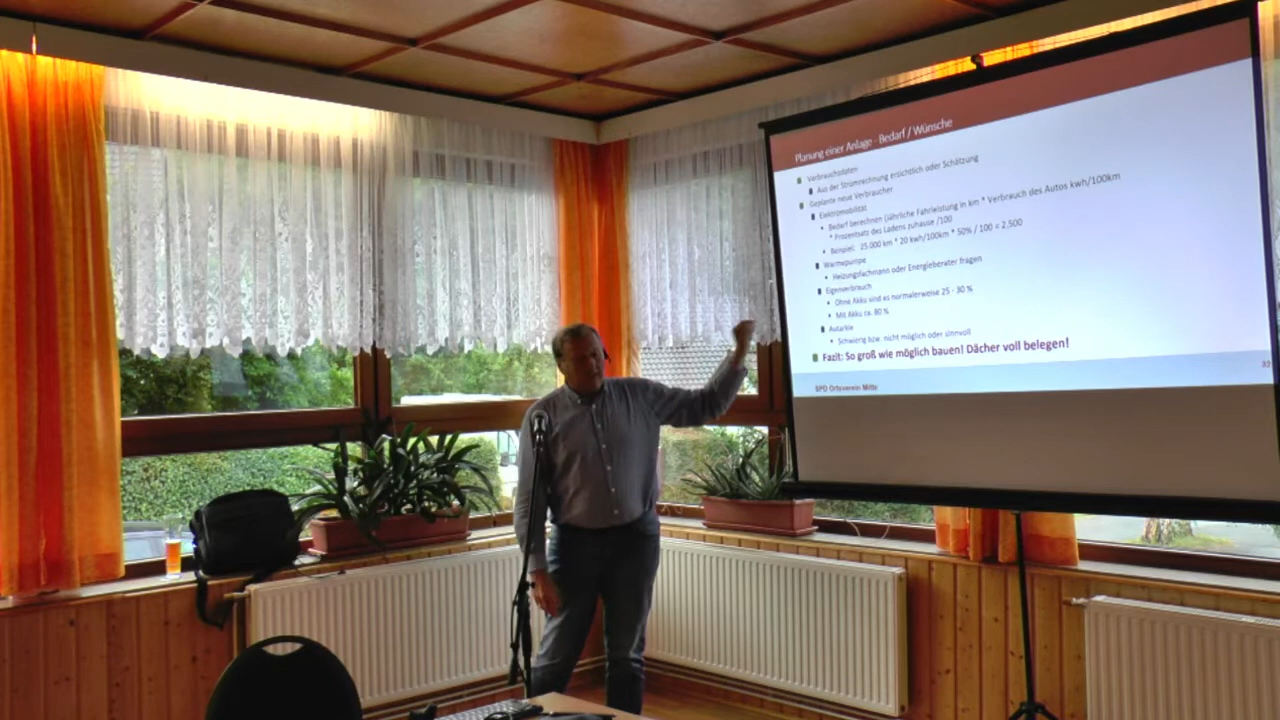 Planung einer Anlage - Bedarf / Wünsche
Verbrauchsdaten
Aus der Stromrechnung ersichtlich oder Schätzung
Geplante neue Verbraucher
Elektromobilität
Bedarf berechnen (Jährliche Fahrleistung in km * Verbrauch des Autos kwh/100km
* Prozentsatz des Ladens zuhause /100
Beispiel: 25.000 km * 20 kwh/100km * 50% / 100 = 2.500
Wärmepumpe
Heizungsfachmann oder Energieberater fragen
Eigenverbrauch
Ohne Akku sind es normalerweise 25 - 30 %
Mit Akku ca. 80 %
Autarkie
Schwierig bzw. nicht möglich oder sinnvoll
Fazit: So groß wie möglich bauen! Dächer voll belegen!
SPD Ortsverein Mitte